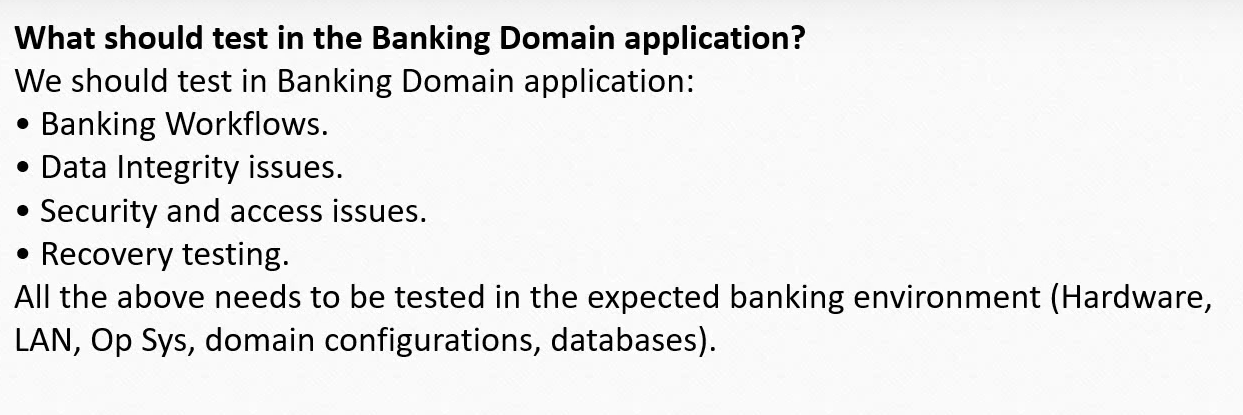 What should test in the Banking Domain application?
We should test in Banking Domain application:
• Banking Workflows.
• Data Integrity issues.
• Security and access issues.
• Recovery testing.
All the above needs to be tested in the expected banking environment (Hardware,
LAN, Op Sys, domain configurations, databases).